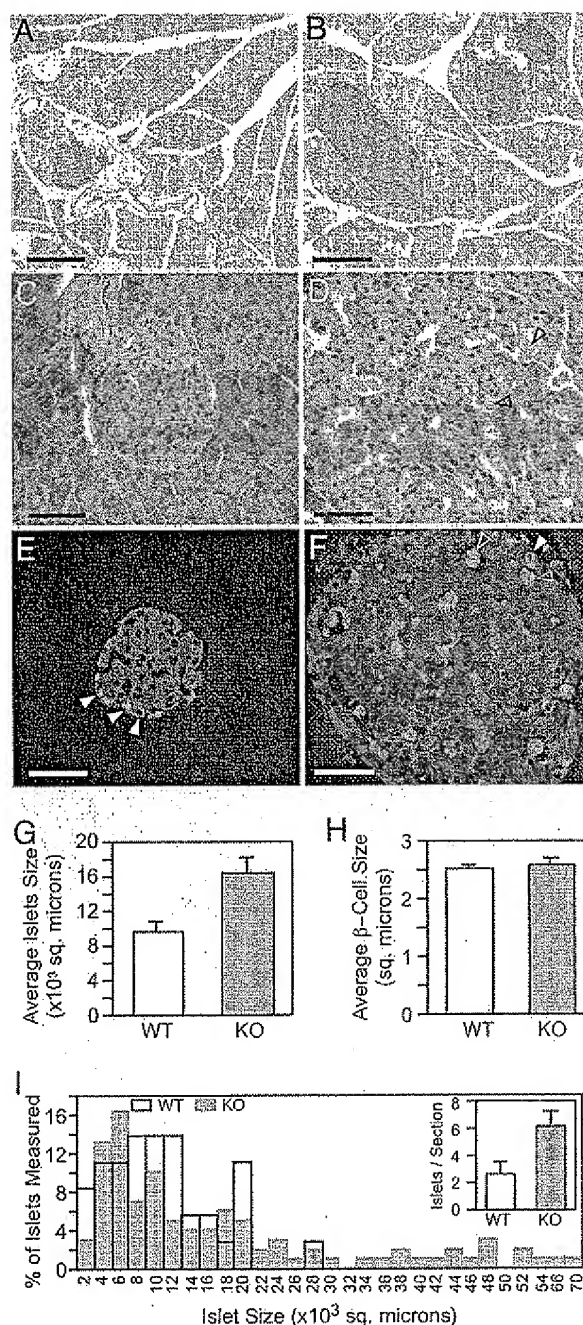 A
B
C
D
E
F
G
H
Average Islets Size
(x10³ sq. microns)
20
16
12
8
4
0
WT
KO
Average β-Cell Size
(sq. microns)
3
2
1
0
WT
KO
I
WT
KO
% of Islets Measured
16
12
8
4
0
Islets / Section
8
6
4
2
0
WT
KO
2 4 6 8 10 12 14 16 18 20 22 24 26 28 30 32 34 36 38 40 42 44 46 48 50 52 54 66 70
Islet Size (x10³ sq. microns)